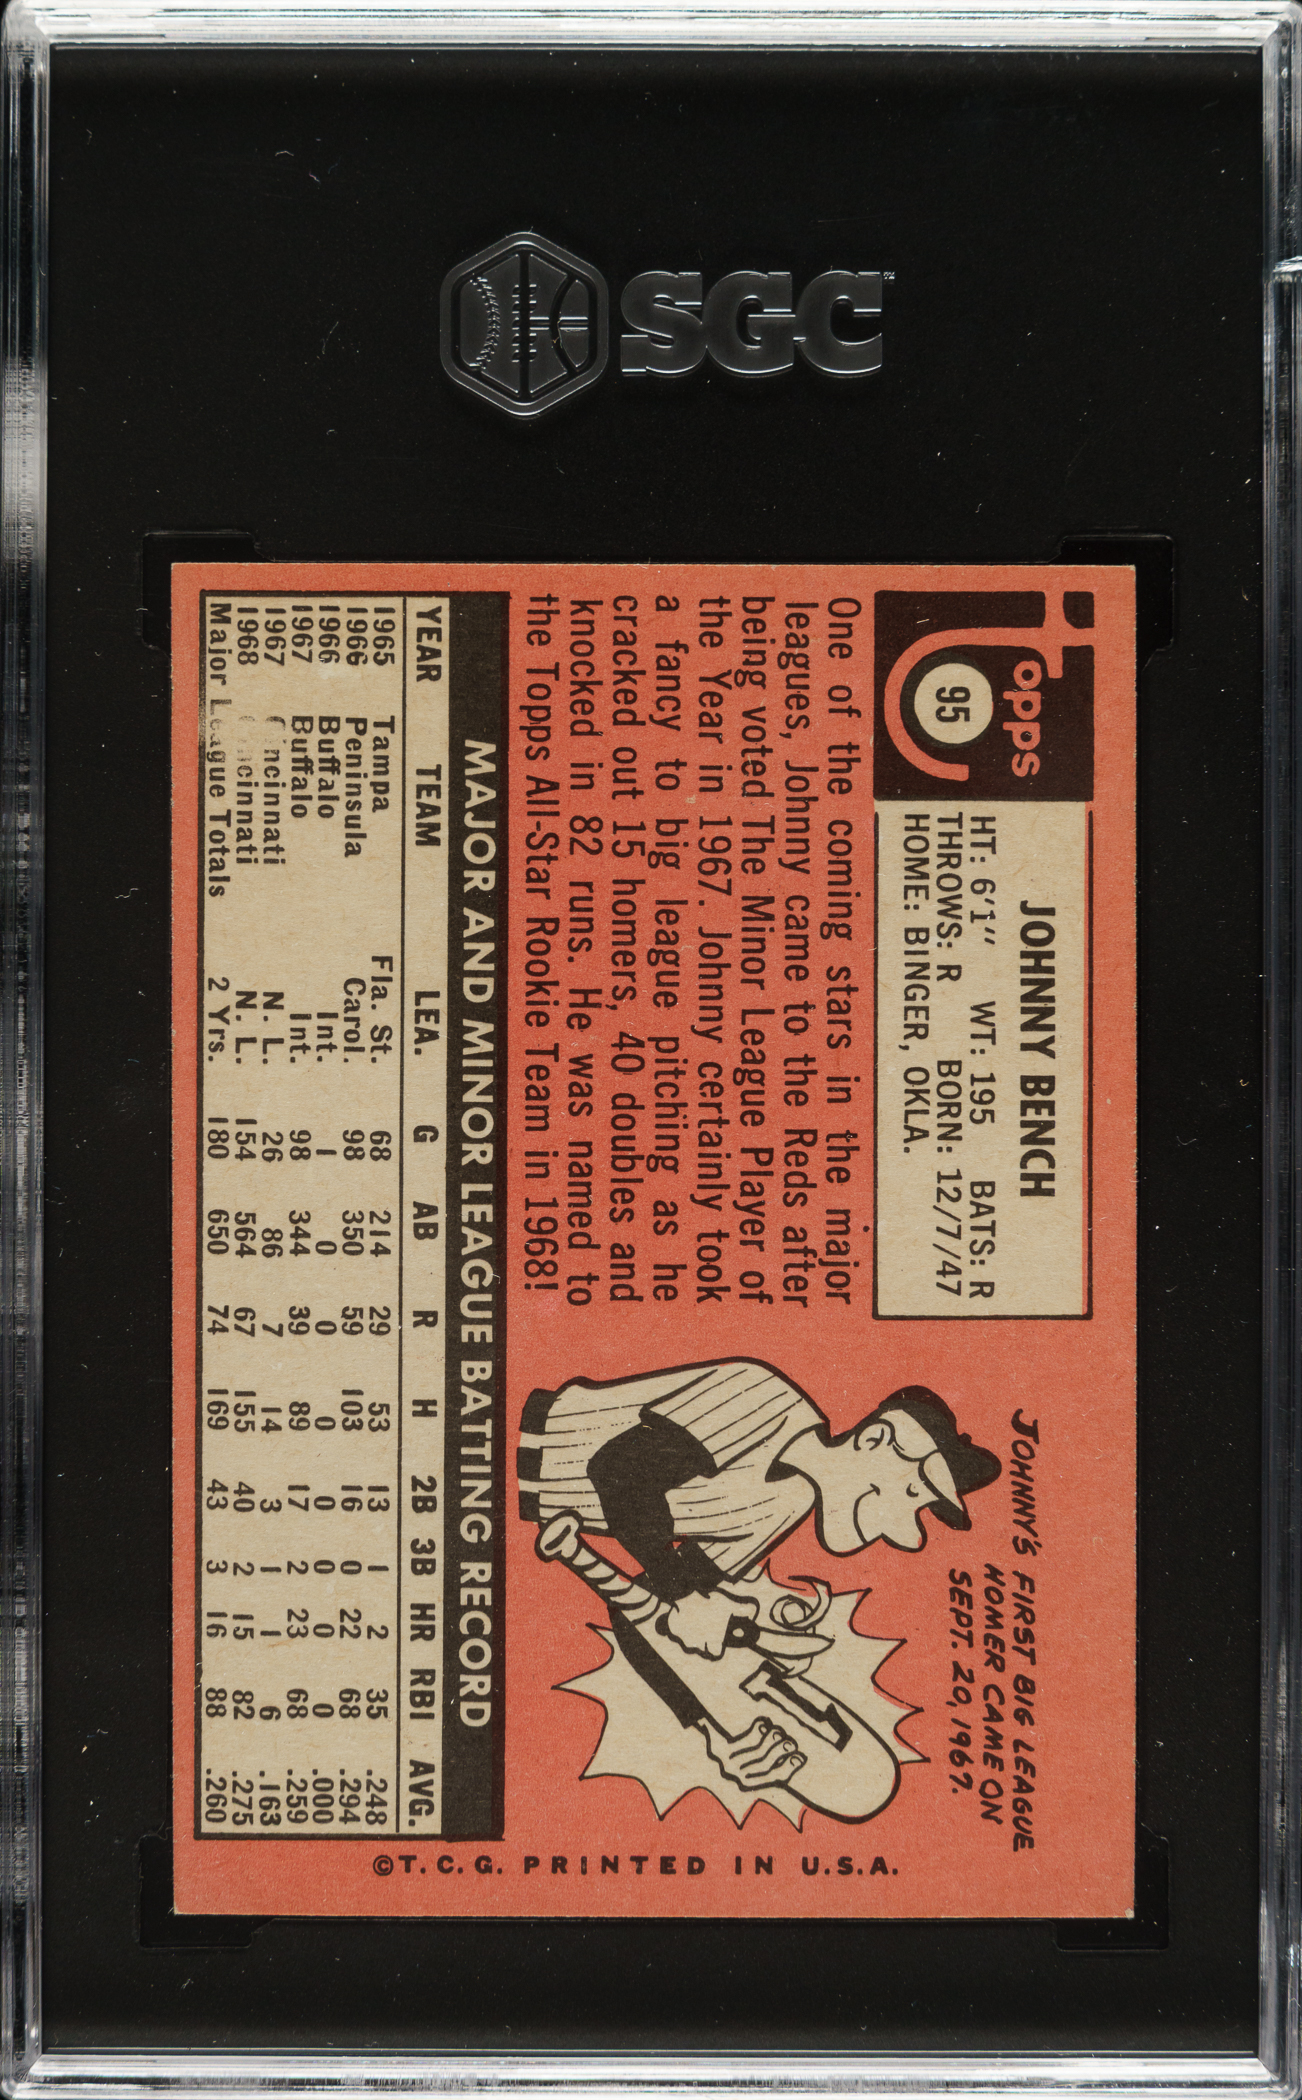 SGC
TM
Topps
95
JOHNNY BENCH
HT: 6'1" WT: 195 BATS: R
THROWS: R BORN: 12/7/47
HOME: BINGER, OKLA.
One of the coming stars in the major
leagues, Johnny came to the Reds after
being voted The Minor League Player of
the Year in 1967. Johnny certainly took
a fancy to big league pitching as he
cracked out 15 homers, 40 doubles and
knocked in 82 runs. He was named to
the Topps All-Star Rookie Team in 1968!
JOHNNY'S FIRST BIG LEAGUE
HOMER CAME ON
SEPT. 20, 1967.
1
MAJOR AND MINOR LEAGUE BATTING RECORD
YEAR TEAM LEA. G AB R H 2B 3B HR RBI AVG.
1965 Tampa Fla. St. 68 214 29 53 13 1 2 35 .248
1966 Peninsula Carol. 98 350 59 103 16 0 22 68 .294
1966 Buffalo Int. 1 0 0 0 0 0 0 0 .000
1967 Buffalo Int. 98 344 39 89 17 2 23 68 .259
1967 Cincinnati N. L. 26 86 7 14 3 1 1 6 .163
1968 Cincinnati N. L. 154 564 67 155 40 2 15 82 .275
Major League Totals 2 Yrs. 180 650 74 169 43 3 16 88 .260
©T. C. G. PRINTED IN U.S.A.